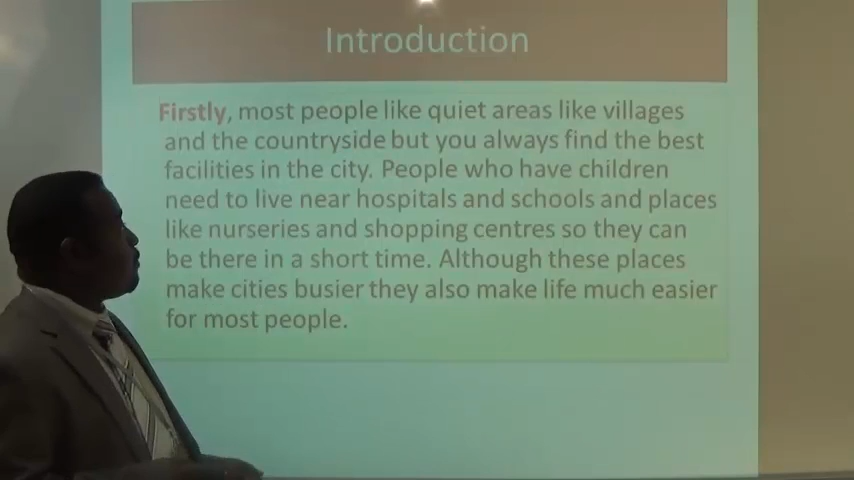 Introduction
Firstly, most people like quiet areas like villages
and the countryside but you always find the best
facilities in the city. People who have children
need to live near hospitals and schools and places
like nurseries and shopping centres so they can
be there in a short time. Although these places
make cities busier they also make life much easier
for most people.